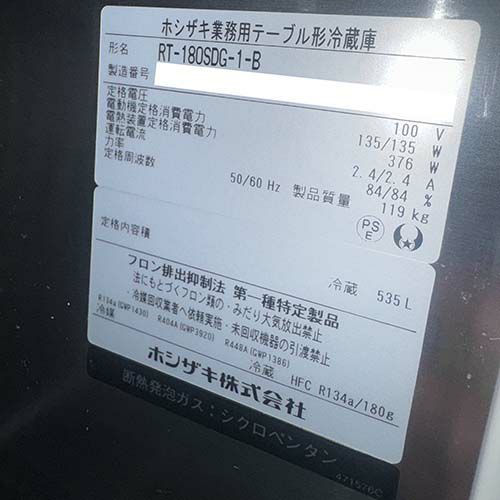 ホシザキ業務用テーブル形冷蔵庫
形名 RT-180SDG-1-B
製造番号
定格電圧 100 V
電動機定格消費電力 135/135 W
電熱装置定格消費電力 376 W
運転電流 2.4/2.4 A
力率 84/84 %
定格周波数 50/60 Hz 製品質量 119 kg
PS
E
定格内容積 冷蔵 535 L
フロン排出抑制法 第一種特定製品
・法にもとづくフロン類の・みだり大気放出禁止
・冷媒回収業者へ依頼実施・未回収機器の引渡禁止
R134a(GWP1430) R404A(GWP3920) R448A(GWP1386)
冷媒 冷蔵 HFC R134a/180g
ホシザキ株式会社
断熱発泡ガス：シクロペンタン
471576C